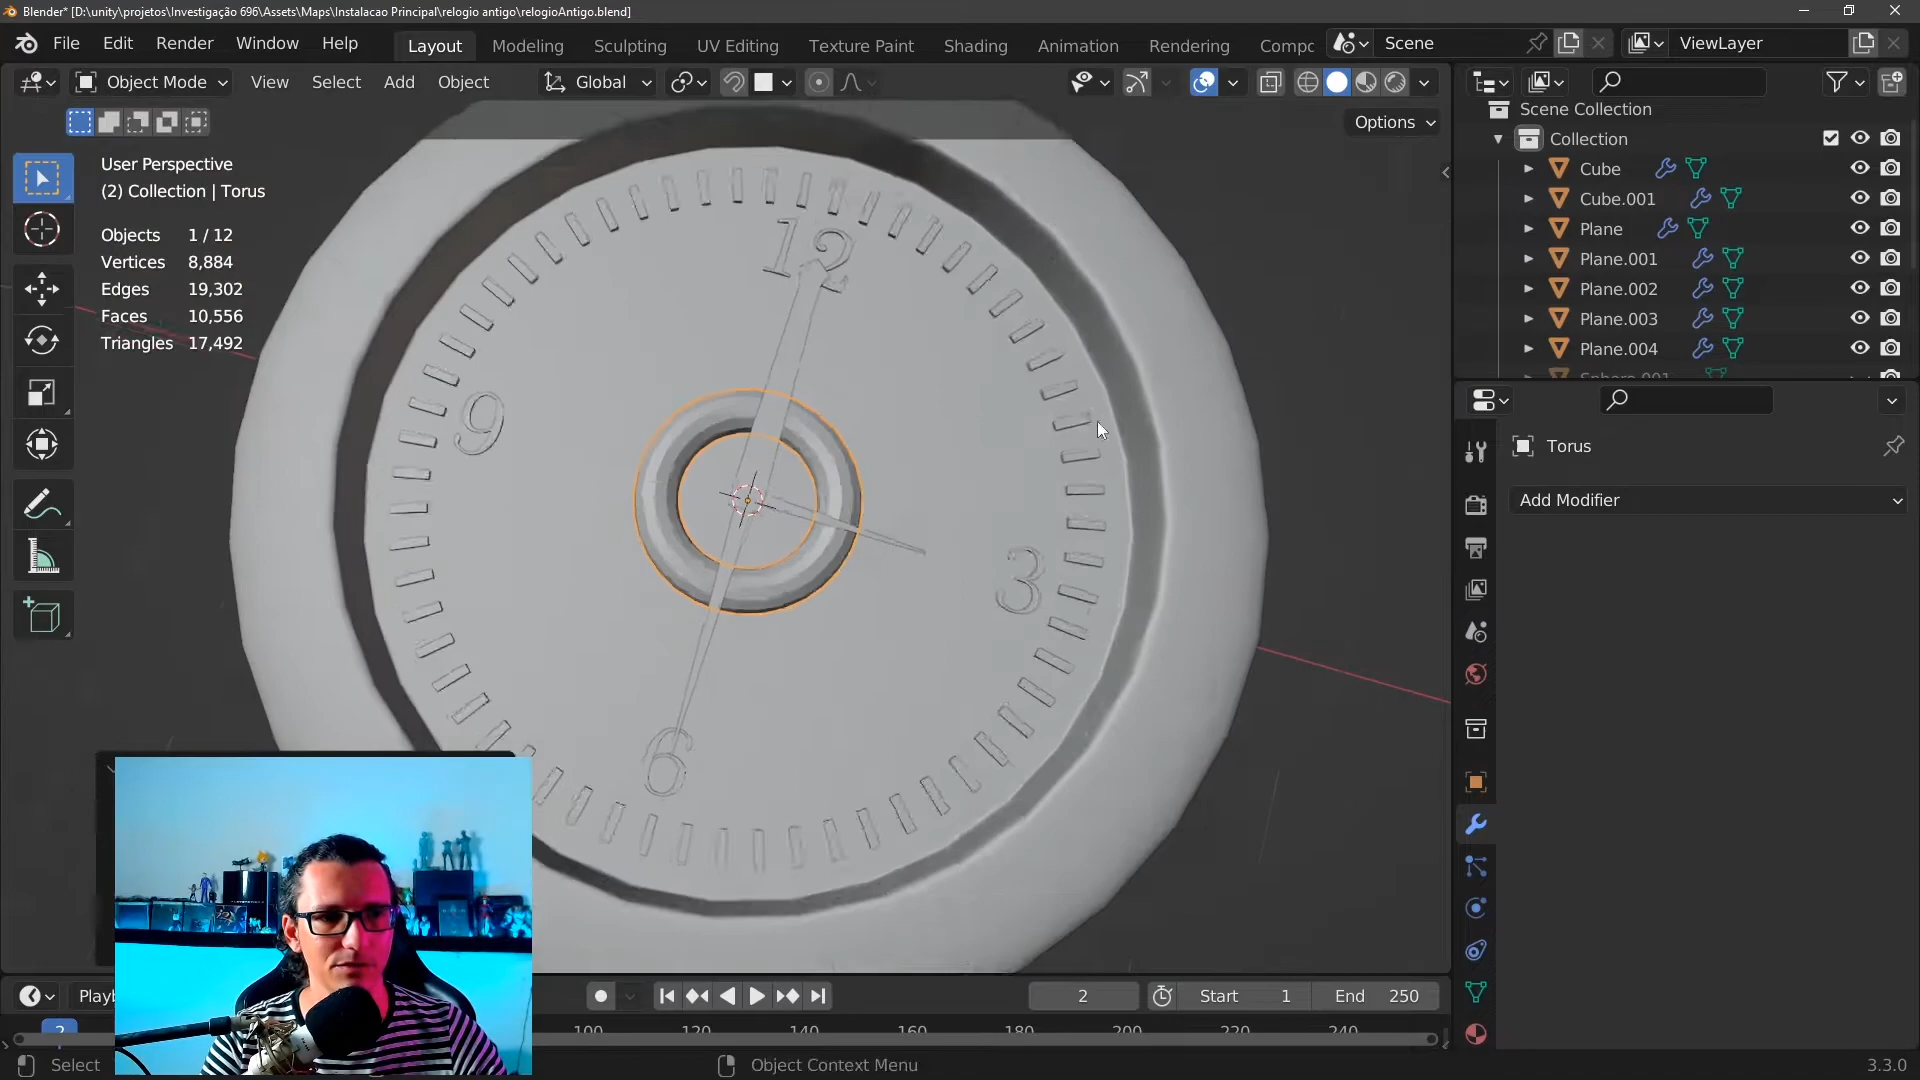 Blender* [D:\unity\projetos\Investigação 696\Assets\Maps\Instalacao Principal\relogio antigo\relogioAntigo.blend]
File Edit Render Window Help Layout Modeling Sculpting UV Editing Texture Paint Shading Animation Rendering Compc Scene ViewLayer
Object Mode View Select Add Object Global
Options
User Perspective
(2) Collection | Torus
Objects 1 / 12
Vertices 8,884
Edges 19,302
Faces 10,556
Triangles 17,492
12
9
3
6
Scene Collection
Collection
Cube
Cube.001
Plane
Plane.001
Plane.002
Plane.003
Plane.004
Sphere.001
Torus
Add Modifier
Playb
2
Start 1
End 250
2
100 120 140 160 180 200 220 240
Select
Object Context Menu
3.3.0